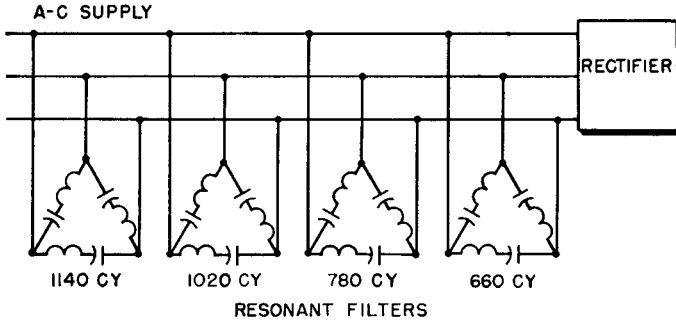 A-C SUPPLY
RECTIFIER
1140 CY
1020 CY
780 CY
660 CY
RESONANT FILTERS